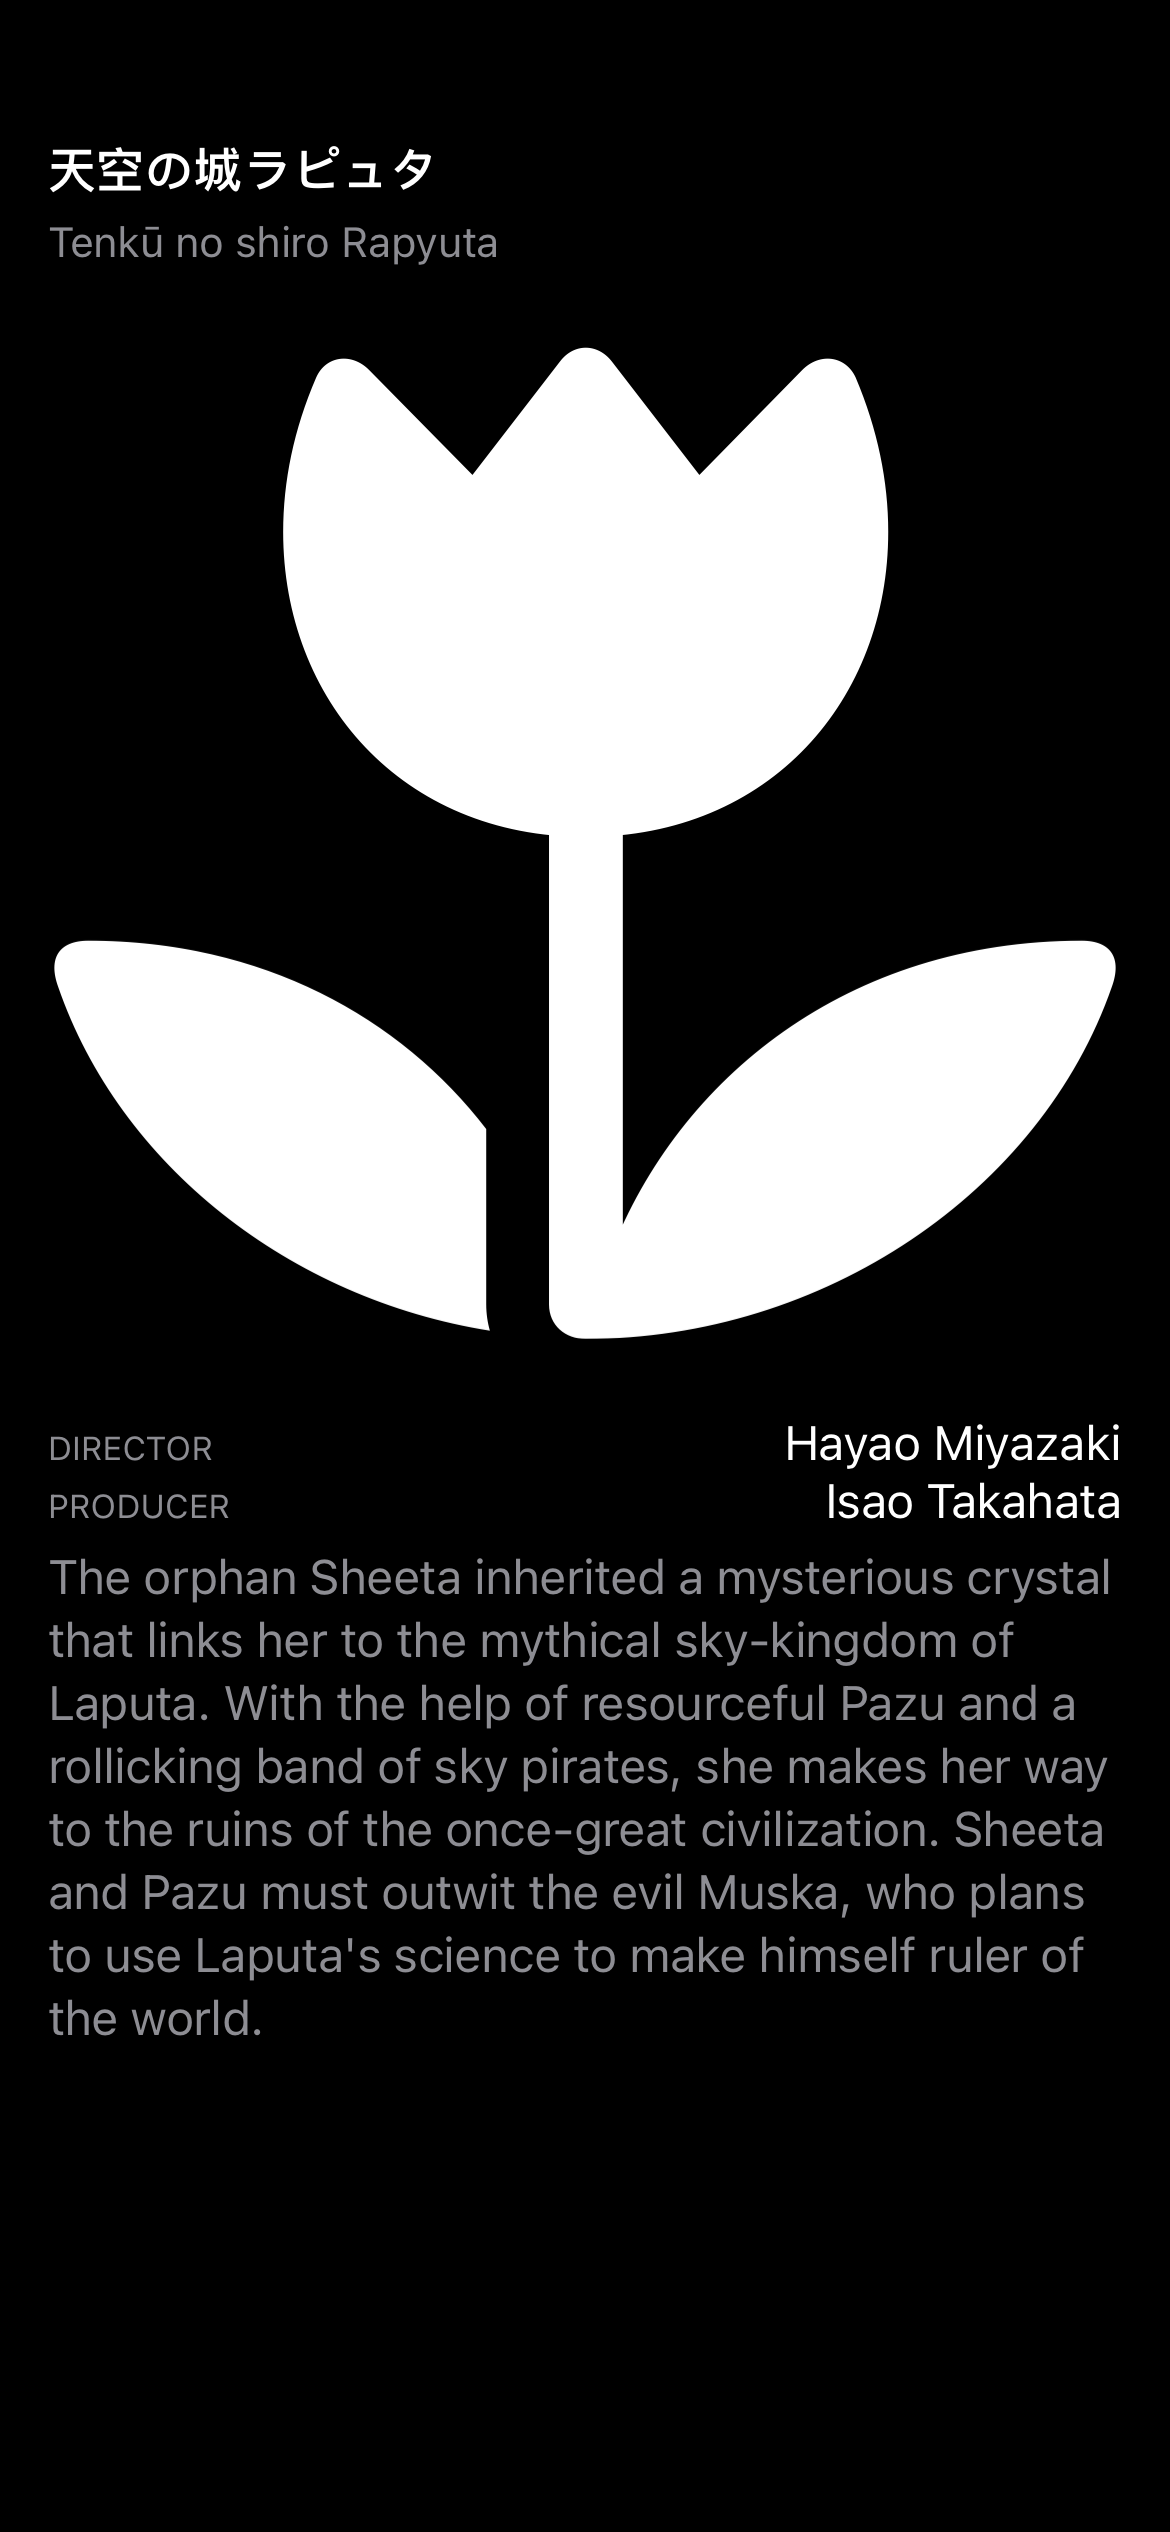 天空の城ラピュタ
Tenkū no shiro Rapyuta
DIRECTOR Hayao Miyazaki
PRODUCER Isao Takahata
The orphan Sheeta inherited a mysterious crystal
that links her to the mythical sky-kingdom of
Laputa. With the help of resourceful Pazu and a
rollicking band of sky pirates, she makes her way
to the ruins of the once-great civilization. Sheeta
and Pazu must outwit the evil Muska, who plans
to use Laputa's science to make himself ruler of
the world.